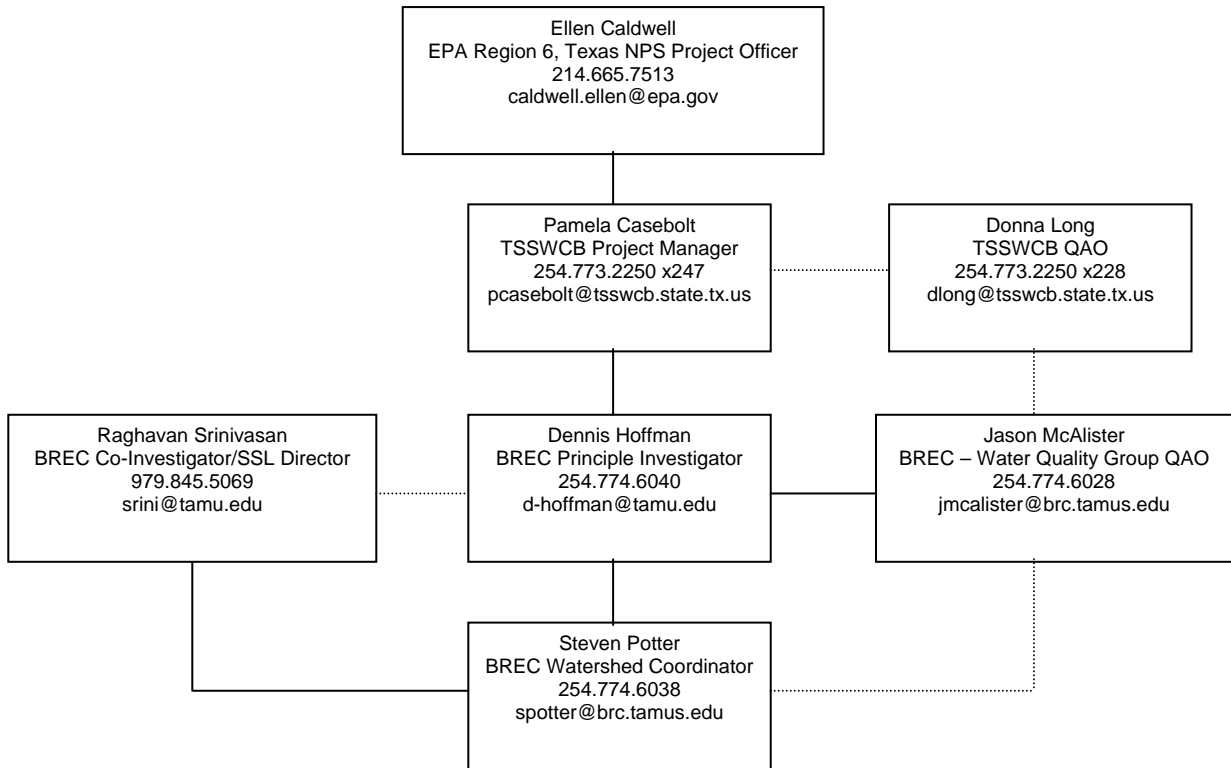 Ellen Caldwell
EPA Region 6, Texas NPS Project Officer
214.665.7513
caldwell.ellen@epa.gov
Pamela Casebolt
TSSWCB Project Manager
254.773.2250 x247
pcasebolt@tsswcb.state.tx.us
Donna Long
TSSWCB QAO
254.773.2250 x228
dlong@tsswcb.state.tx.us
Raghavan Srinivasan
BREC Co-Investigator/SSL Director
979.845.5069
srini@tamu.edu
Dennis Hoffman
BREC Principle Investigator
254.774.6040
d-hoffman@tamu.edu
Jason McAlister
BREC – Water Quality Group QAO
254.774.6028
jmcalister@brc.tamus.edu
Steven Potter
BREC Watershed Coordinator
254.774.6038
spotter@brc.tamus.edu